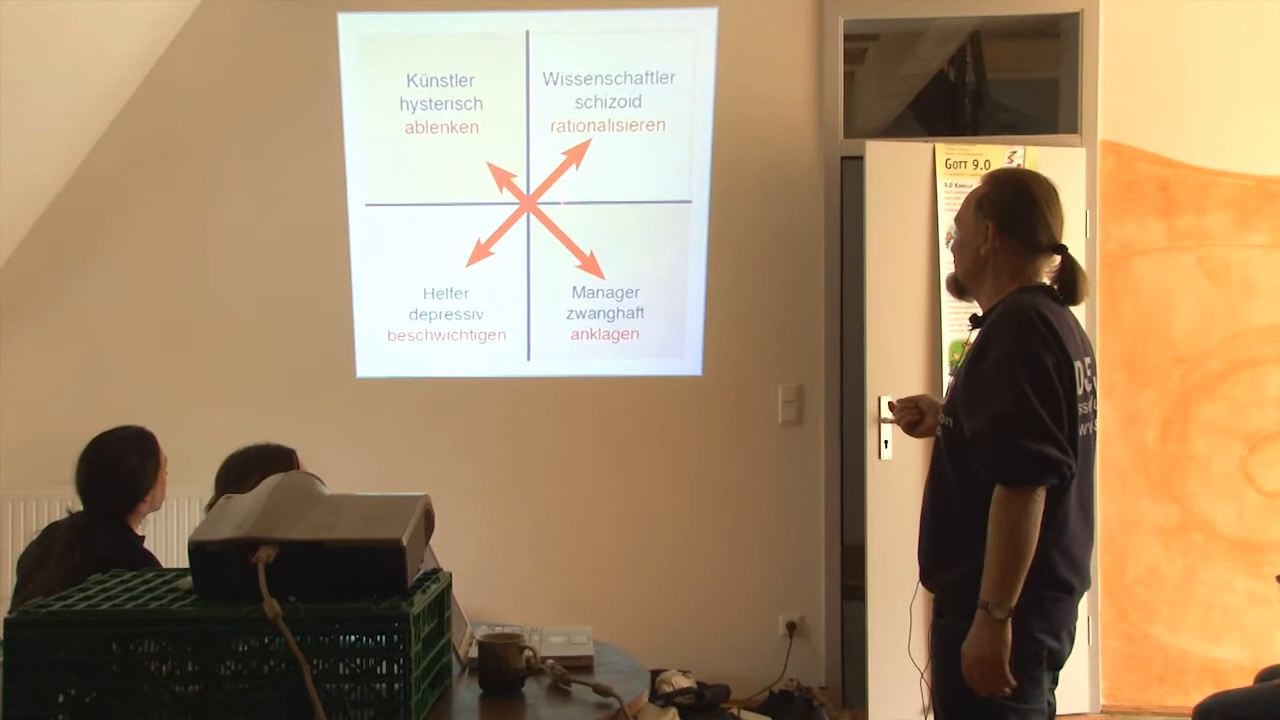 Künstler
hysterisch
ablenken
Wissenschaftler
schizoid
rationalisieren
Helfer
depressiv
beschwichtigen
Manager
zwanghaft
anklagen
GOTT 9.0